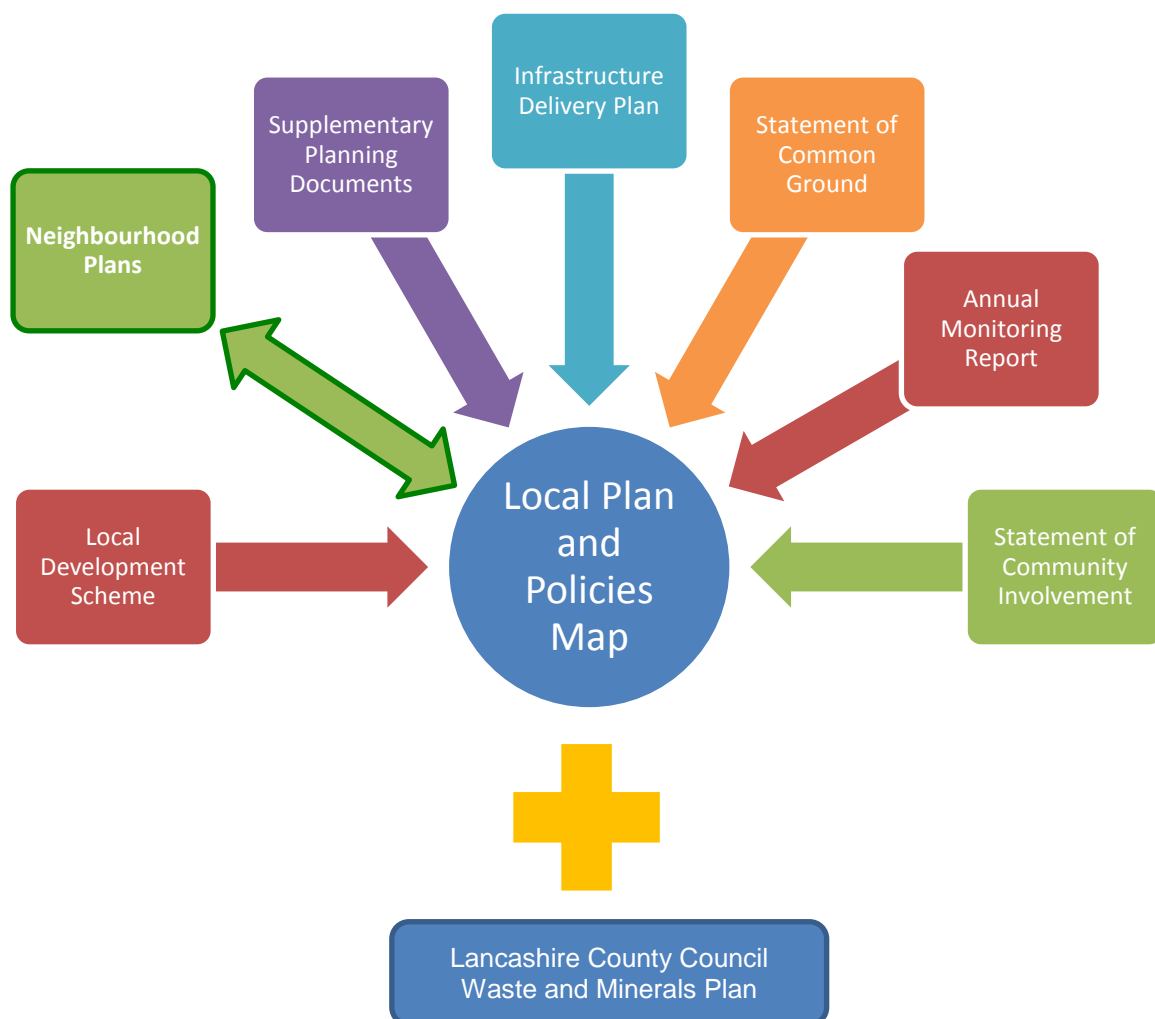 Infrastructure
Delivery Plan
Supplementary
Planning
Documents
Statement of
Common
Ground
Neighbourhood
Plans
Annual
Monitoring
Report
Local
Development
Scheme
Local Plan
and
Policies
Map
Statement of
Community
Involvement
Lancashire County Council
Waste and Minerals Plan